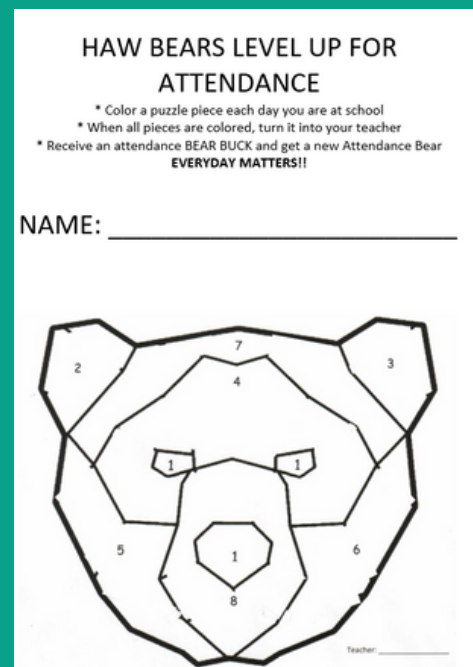 HAW BEARS LEVEL UP FOR
ATTENDANCE
* Color a puzzle piece each day you are at school
* When all pieces are colored, turn it into your teacher
* Receive an attendance BEAR BUCK and get a new Attendance Bear
EVERYDAY MATTERS!!
NAME: ___________________________
7
2
3
4
1
1
5
1
6
8
Teacher: _______________